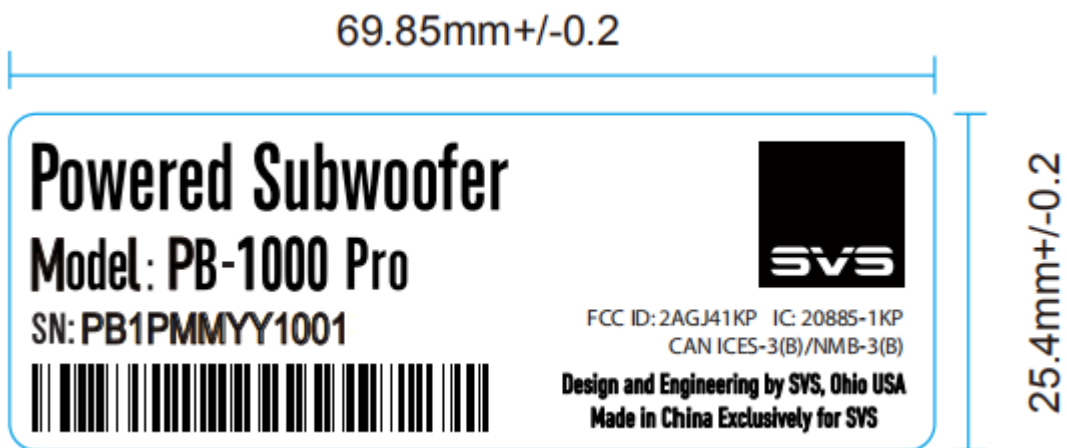 69.85mm+/-0.2
Powered Subwoofer
Model: PB-1000 Pro
SN: PB1PMMYY1001
SVS
FCC ID: 2AGJ41KP IC: 20885-1KP
CAN ICES-3(B)/NMB-3(B)
Design and Engineering by SVS, Ohio USA
Made in China Exclusively for SVS
25.4mm+/-0.2